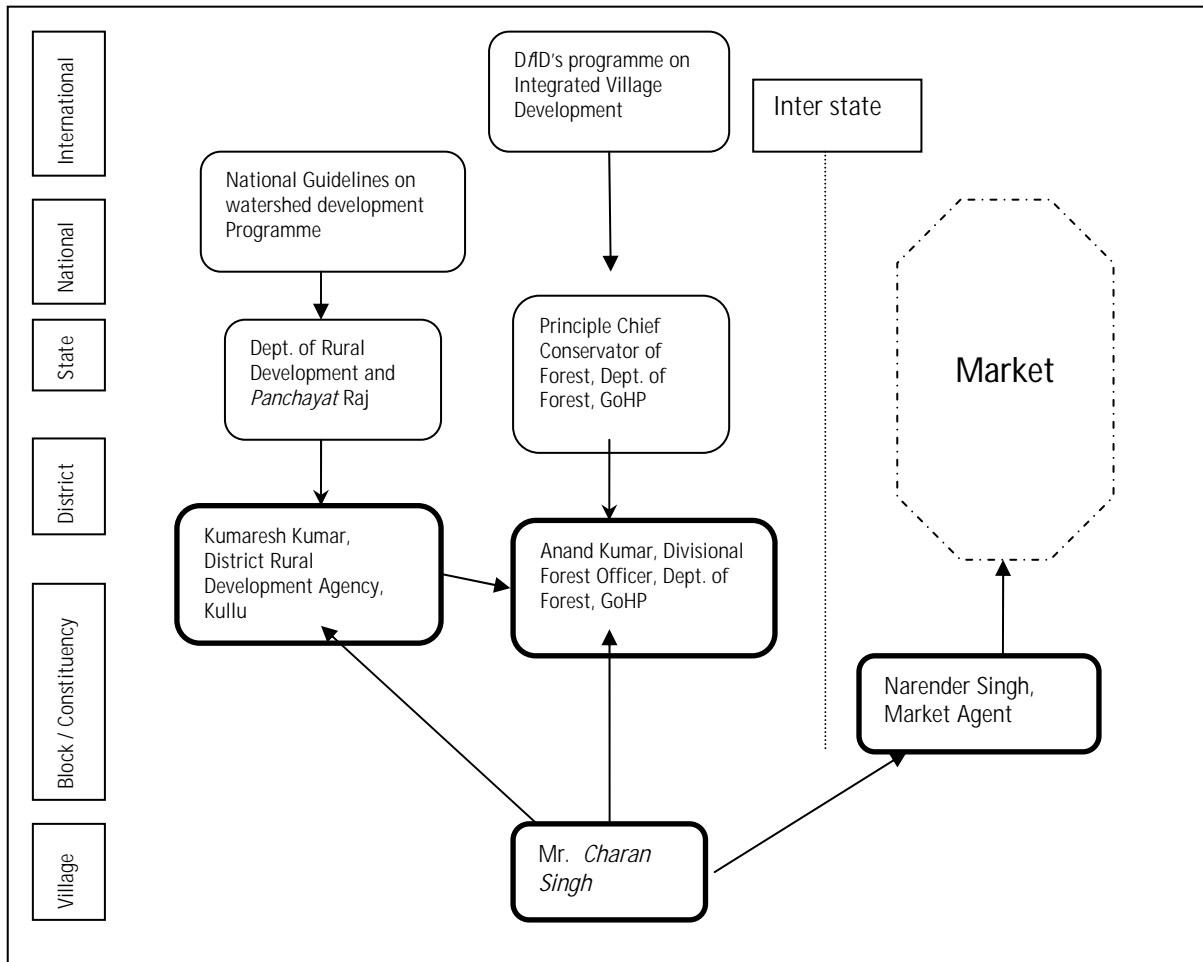 International
National
State
District
Block / Constituency
Village
DfID's programme on
Integrated Village
Development
Inter state
National Guidelines on
watershed development
Programme
Dept. of Rural
Development and
Panchayat Raj
Principle Chief
Conservator of
Forest, Dept. of
Forest, GoHP
Market
Kumaresh Kumar,
District Rural
Development Agency,
Kullu
Anand Kumar, Divisional
Forest Officer, Dept. of
Forest, GoHP
Narender Singh,
Market Agent
Mr. Charan
Singh